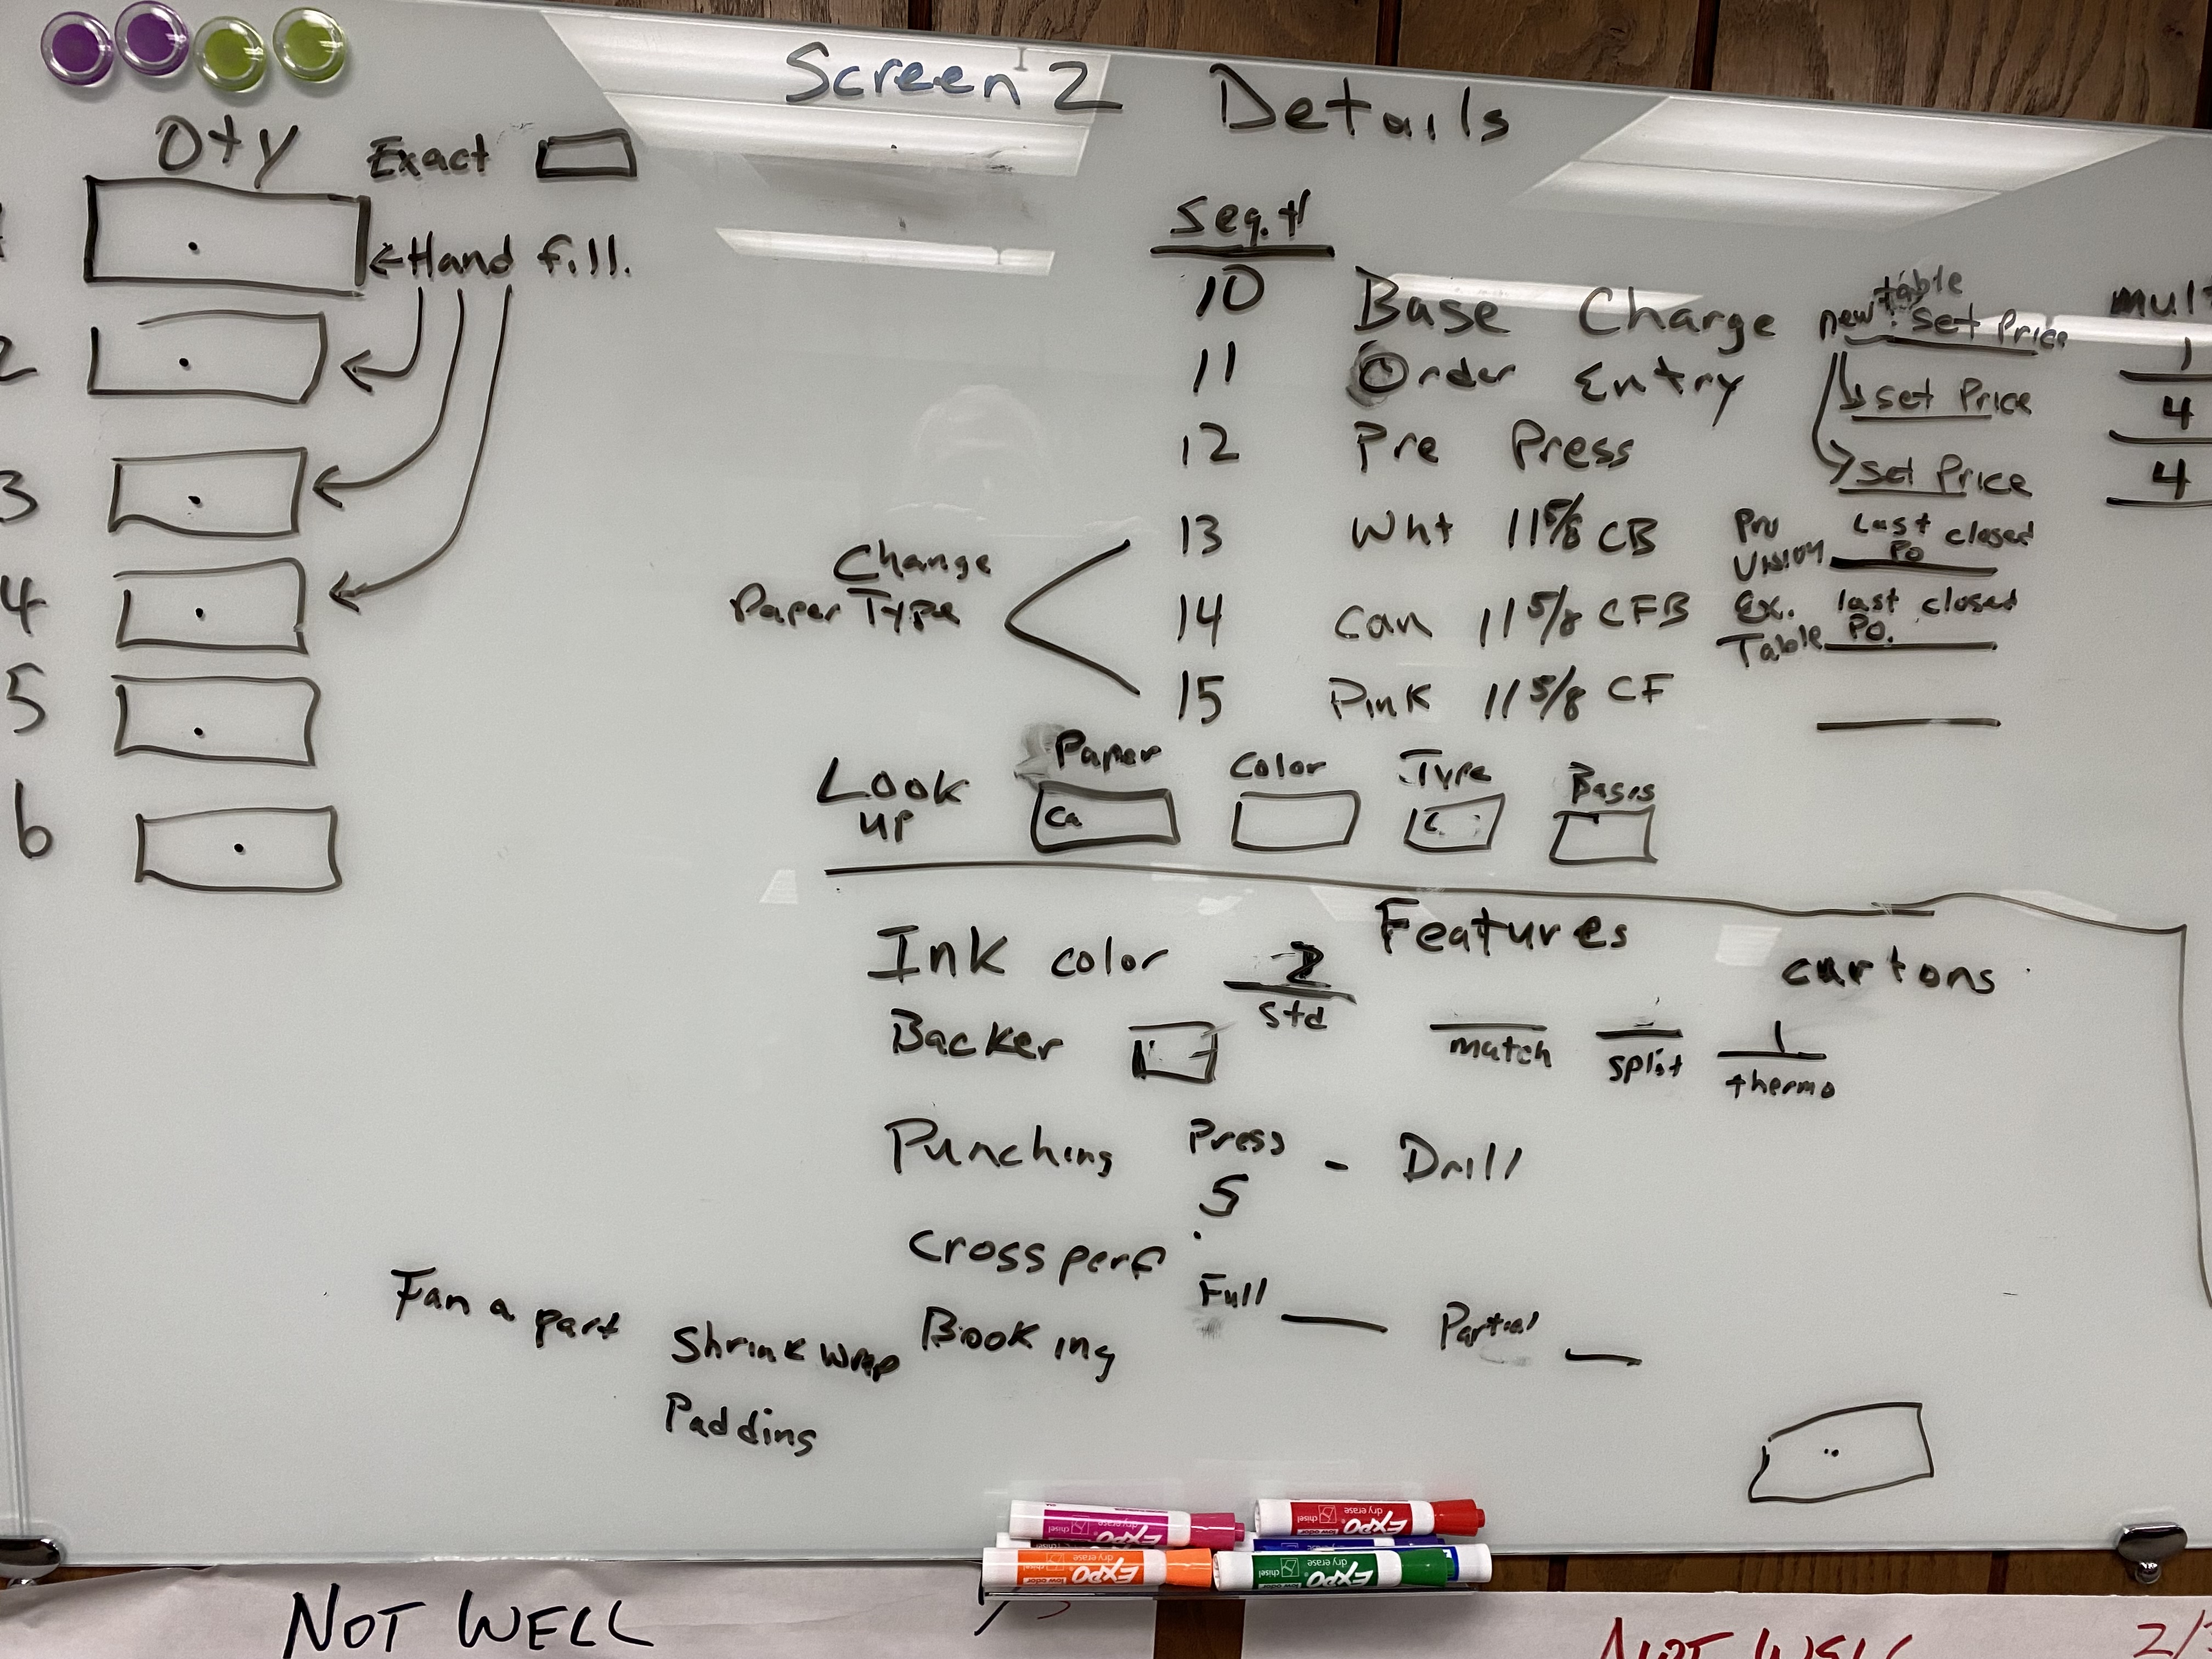 Screen 2 Details
Qty Exact
1
← Hand fill.
2
3
4
5
6
Seq.#
10 Base Charge new table: Set Price
11 Order Entry Set Price
12 Pre Press Set Price
13 Wht 11 5/8 CB Pro Vision Last closed PO
14 Can 11 5/8 CFB Ex. Table last closed PO.
15 Pink 11 5/8 CF
mult
1
4
4
Change
Paper Type
Look up
Paper Color Type Basis
Ca C
Features
Ink color 2 cartons
std match split 1 thermo
Backer
Punching Press - Drill
5
Cross perf
Full Partial
Fan a part Shrink wrap Booking
Padding
EXPO dry erase chisel low odor
EXPO dry erase chisel low odor
EXPO dry erase chisel low odor
EXPO dry erase chisel low odor
NOT WELL
NOT WELL 2/